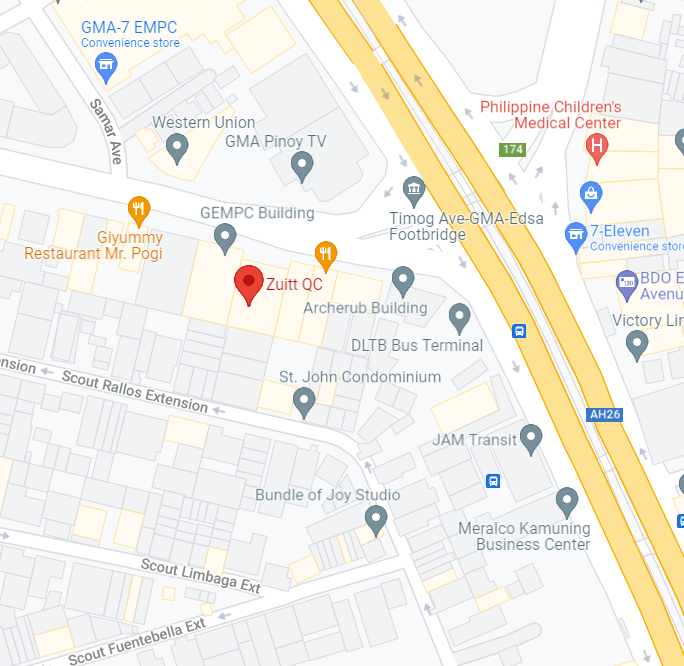 GMA-7 EMPC
Convenience store
Samar Ave
Western Union
GMA Pinoy TV
Philippine Children's
Medical Center
174
GEMPC Building
Timog Ave-GMA-Edsa
Footbridge
Giyummy
Restaurant Mr. Pogi
7-Eleven
Convenience store
Zuitt QC
BDO E
Avenu
Archerub Building
Victory Lin
DLTB Bus Terminal
nsion
Scout Rallos Extension
St. John Condominium
AH26
JAM Transit
Bundle of Joy Studio
Meralco Kamuning
Business Center
Scout Limbaga Ext
Scout Fuentebella Ext